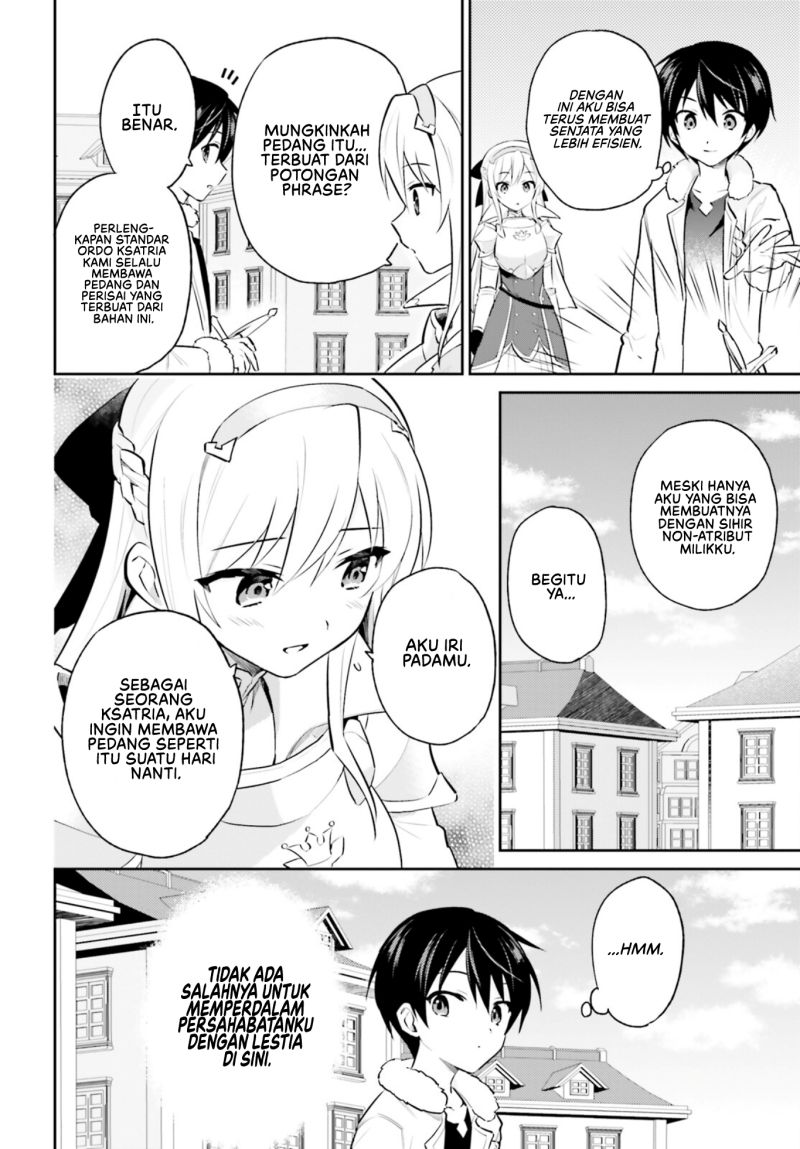 DENGAN
INI AKU BISA
TERUS MEMBUAT
SENJATA YANG
LEBIH EFISIEN.
MUNGKINKAH
PEDANG ITU...
TERBUAT DARI
POTONGAN
PHRASE?
ITU
BENAR.
PERLENG-
KAPAN STANDAR
ORDO KSATRIA
KAMI SELALU
MEMBAWA
PEDANG DAN
PERISAI YANG
TERBUAT DARI
BAHAN INI.
MESKI HANYA
AKU YANG BISA
MEMBUATNYA
DENGAN SIHIR
NON-ATRIBUT
MILIKKU.
BEGITU
YA...
AKU IRI
PADAMU.
SEBAGAI
SEORANG
KSATRIA, AKU
INGIN MEMBAWA
PEDANG SEPERTI
ITU SUATU HARI
NANTI.
...HMM.
TIDAK ADA
SALAHNYA UNTUK
MEMPERDALAM
PERSAHABATANKU
DENGAN LESTIA
DI SINI.